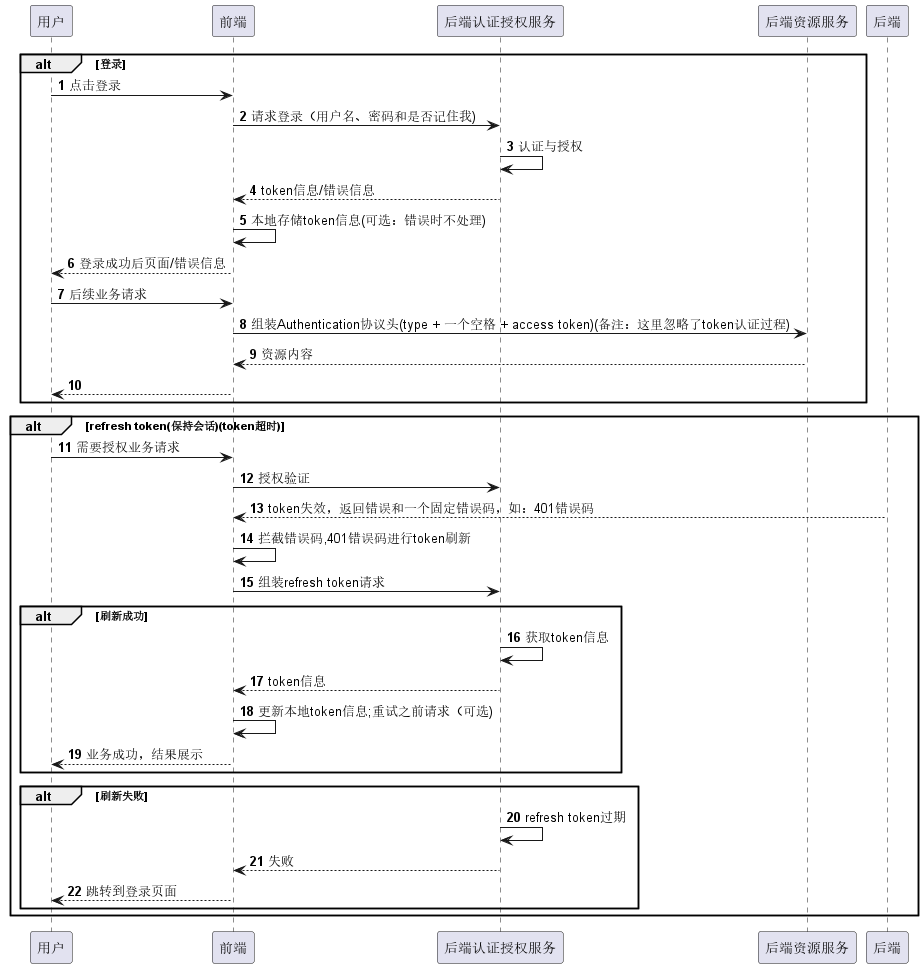 用户 前端 后端认证授权服务 后端资源服务 后端
alt [登录]
1 点击登录
2 请求登录（用户名、密码和是否记住我)
3 认证与授权
4 token信息/错误信息
5 本地存储token信息(可选：错误时不处理)
6 登录成功后页面/错误信息
7 后续业务请求
8 组装Authentication协议头(type + 一个空格 + access token)(备注：这里忽略了token认证过程)
9 资源内容
10
alt [refresh token(保持会话)(token超时)]
11 需要授权业务请求
12 授权验证
13 token失效，返回错误和一个固定错误码，如：401错误码
14 拦截错误码,401错误码进行token刷新
15 组装refresh token请求
alt [刷新成功]
16 获取token信息
17 token信息
18 更新本地token信息;重试之前请求（可选)
19 业务成功，结果展示
alt [刷新失败]
20 refresh token过期
21 失败
22 跳转到登录页面
用户 前端 后端认证授权服务 后端资源服务 后端